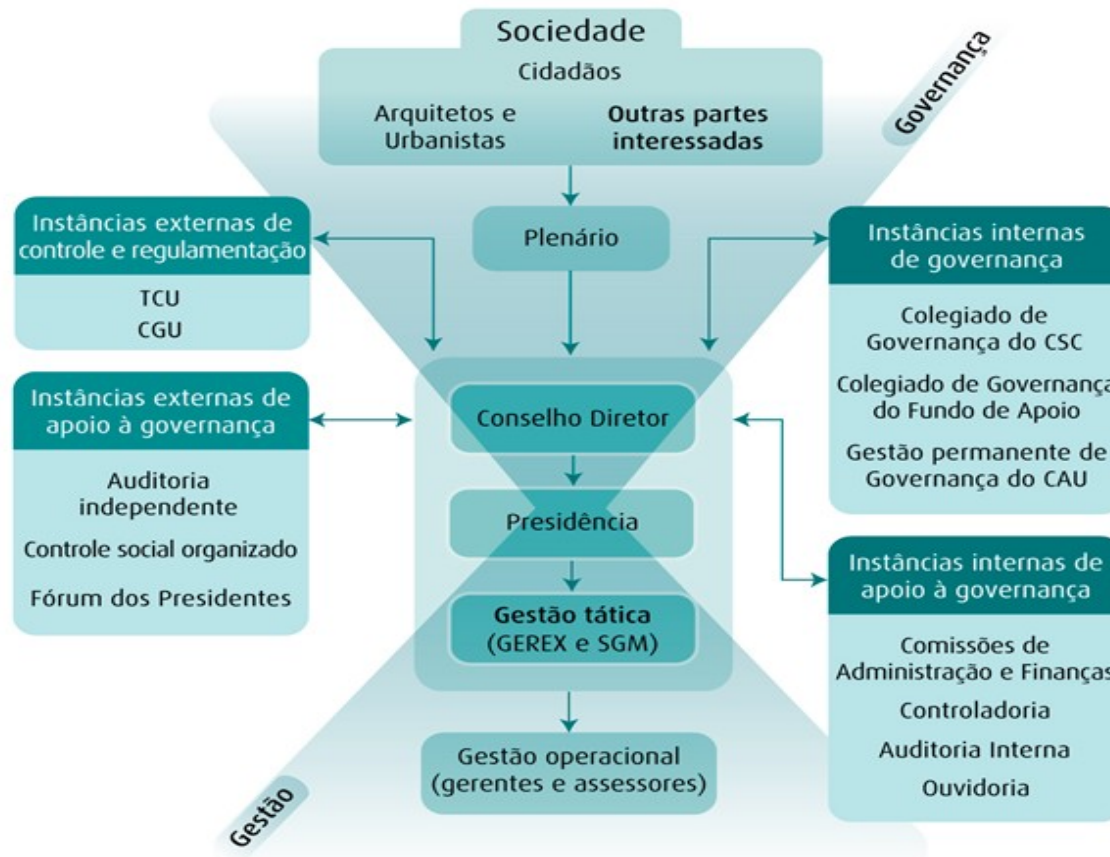 Sociedade
Cidadãos
Arquitetos e
Urbanistas
Outras partes
interessadas
Governança
Plenário
Instâncias externas de
controle e regulamentação
TCU
CGU
Instâncias externas de
apoio à governança
Auditoria
independente
Controle social organizado
Fórum dos Presidentes
Conselho Diretor
Presidência
Gestão tática
(GEREX e SGM)
Gestão operacional
(gerentes e assessores)
Gestão
Instâncias internas
de governança
Colegiado de
Governança do CSC
Colegiado de Governança
do Fundo de Apoio
Gestão permanente de
Governança do CAU
Instâncias internas de
apoio à governança
Comissões de
Administração e Finanças
Controladoria
Auditoria Interna
Ouvidoria